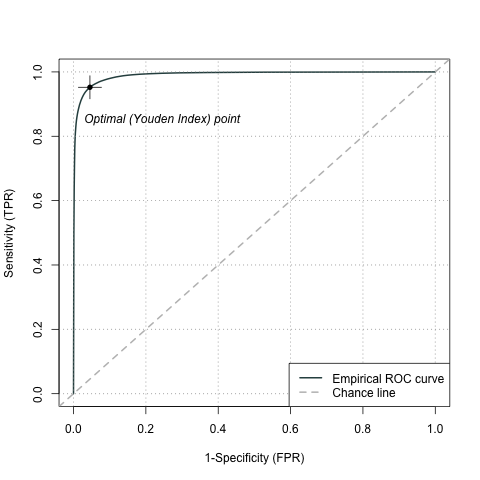 Sensitivity (TPR)
1.0
0.8
0.6
0.4
0.2
0.0
Optimal (Youden Index) point
Empirical ROC curve
Chance line
0.0 0.2 0.4 0.6 0.8 1.0
1-Specificity (FPR)